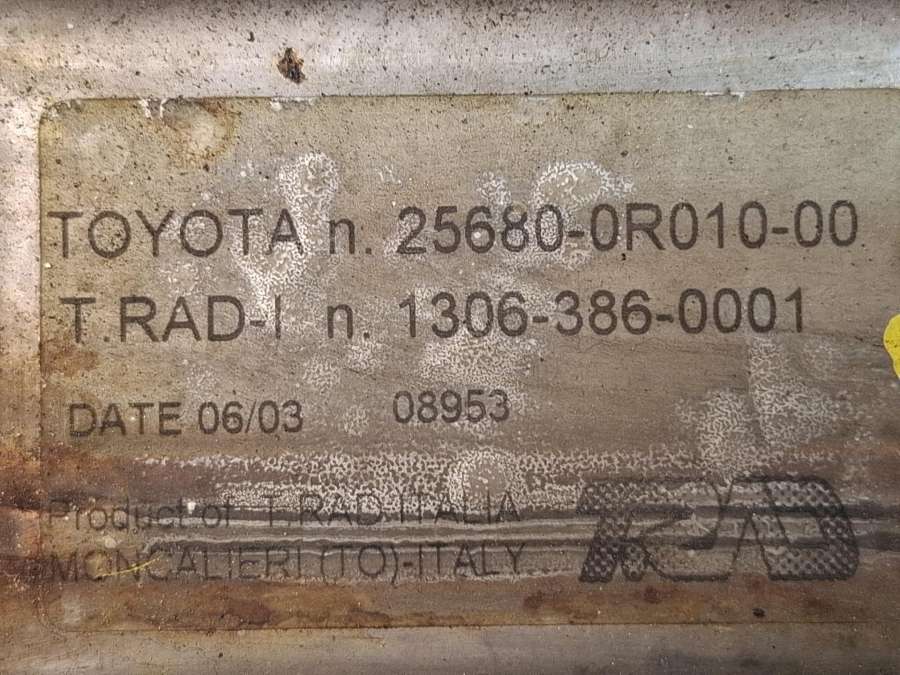 TOYOTA n. 25680-0R010-00
T.RAD-I n. 1306-386-0001
DATE 06/03 08953
Product of T.RAD ITALIA
MONCALIERI (TO)-ITALY
TRAD